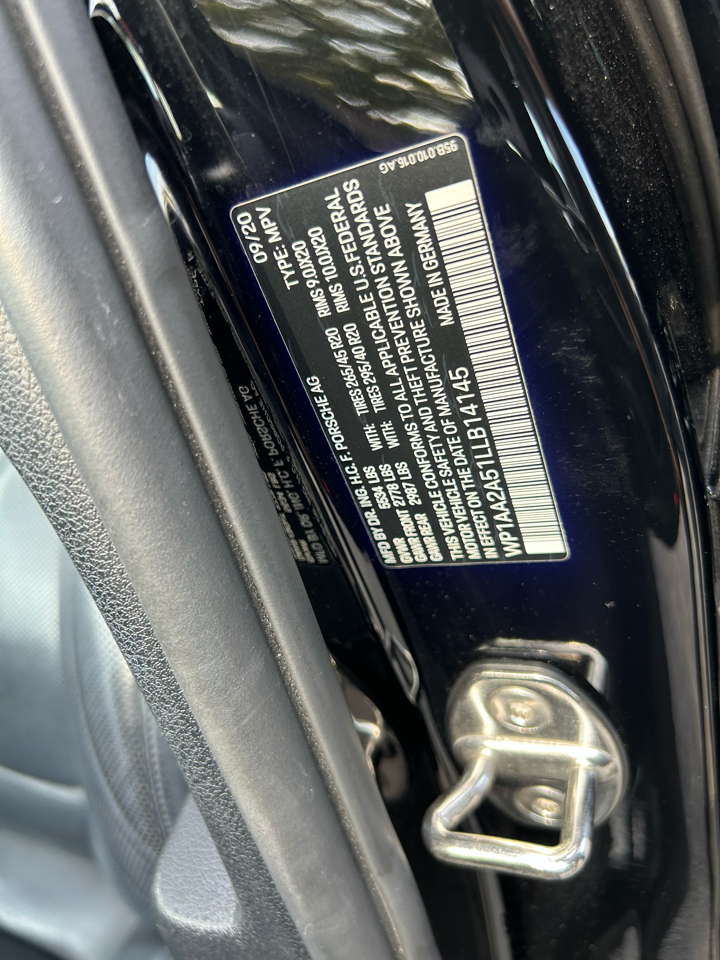 09/20
TYPE: MPV
MFD BY DR. ING. H.C. F. PORSCHE AG
GVWR 5534 LBS WITH: TIRES 265/45 R20 RIMS 9.0JX20
GAWR FRONT 2778 LBS WITH: TIRES 295/40 R20 RIMS 10.0JX20
GAWR REAR 2987 LBS
THIS VEHICLE CONFORMS TO ALL APPLICABLE U.S.FEDERAL
MOTOR VEHICLE SAFETY AND THEFT PREVENTION STANDARDS
IN EFFECT ON THE DATE OF MANUFACTURE SHOWN ABOVE
WP1AA2A51LLB14145 MADE IN GERMANY
95B.010.015.AG